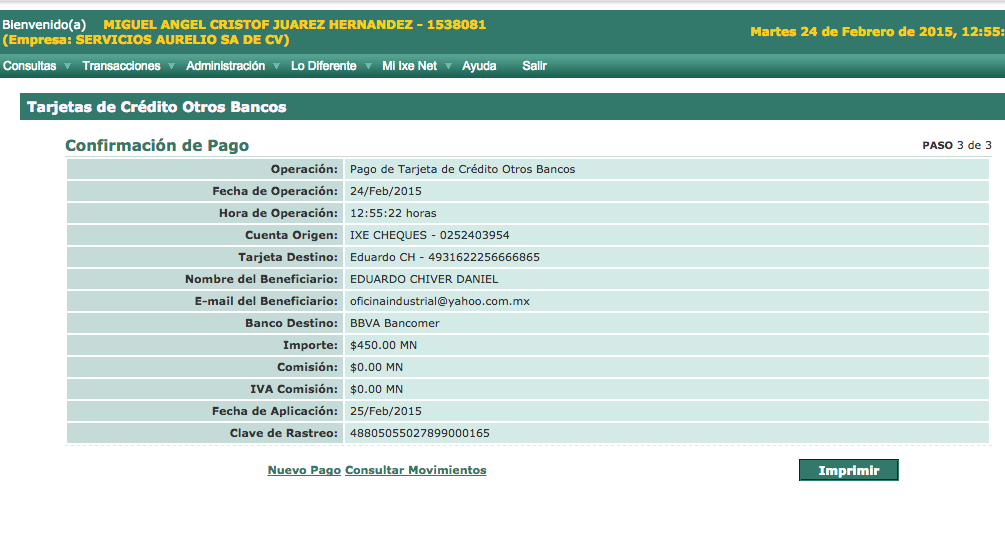 Bienvenido(a) MIGUEL ANGEL CRISTOF JUAREZ HERNANDEZ - 1538081
(Empresa: SERVICIOS AURELIO SA DE CV)
Martes 24 de Febrero de 2015, 12:55:
Consultas Transacciones Administración Lo Diferente Mi Ixe Net Ayuda Salir
Tarjetas de Crédito Otros Bancos
Confirmación de Pago PASO 3 de 3
Operación: Pago de Tarjeta de Crédito Otros Bancos
Fecha de Operación: 24/Feb/2015
Hora de Operación: 12:55:22 horas
Cuenta Origen: IXE CHEQUES - 0252403954
Tarjeta Destino: Eduardo CH - 4931622256666865
Nombre del Beneficiario: EDUARDO CHIVER DANIEL
E-mail del Beneficiario: oficinaindustrial@yahoo.com.mx
Banco Destino: BBVA Bancomer
Importe: $450.00 MN
Comisión: $0.00 MN
IVA Comisión: $0.00 MN
Fecha de Aplicación: 25/Feb/2015
Clave de Rastreo: 48805055027899000165
Nuevo Pago Consultar Movimientos Imprimir